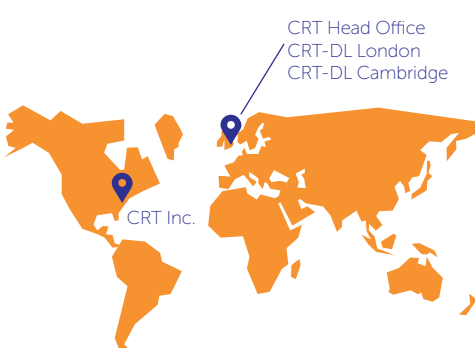 CRT Head Office
CRT-DL London
CRT-DL Cambridge
CRT Inc.